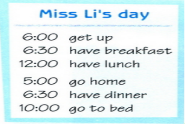 Miss Li's day
6:00 get up
6:30 have breakfast
12:00 have lunch
5:00 go home
6:30 have dinner
10:00 go to bed